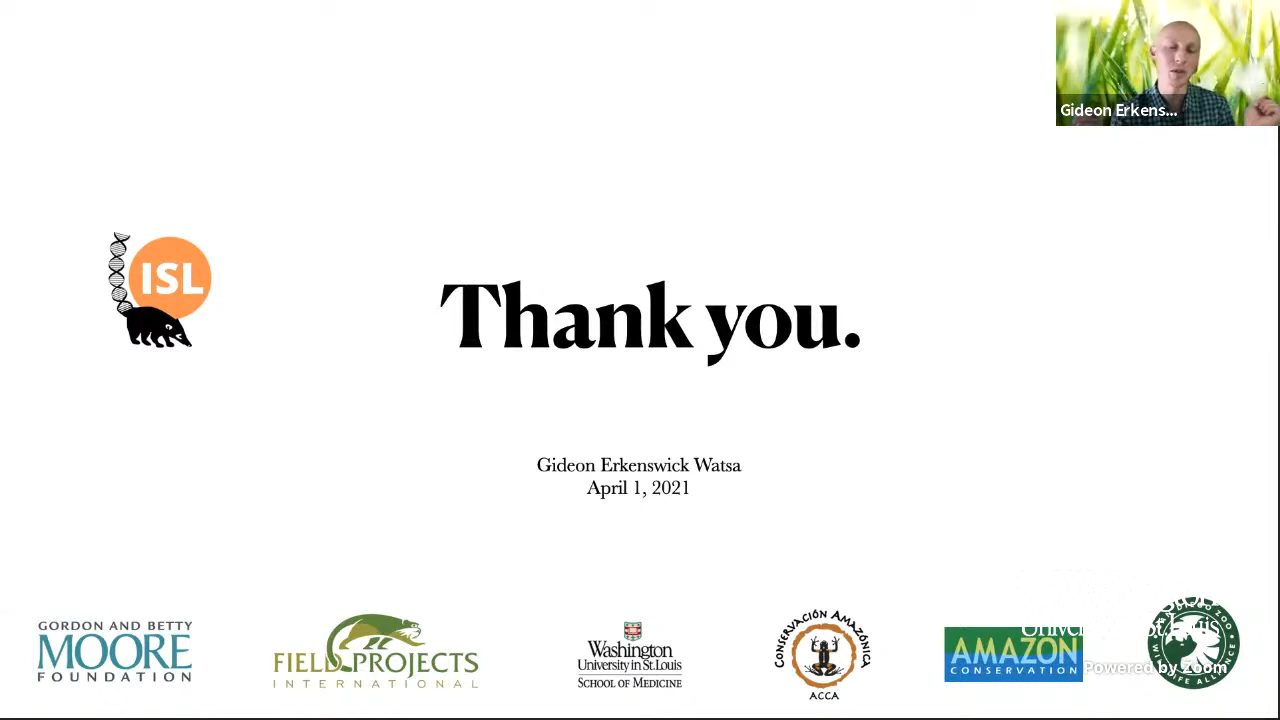 Gideon Erkens...
ISL
Thank you.
Gideon Erkenswick Watsa
April 1, 2021
GORDON AND BETTY
MOORE
FOUNDATION
FIELD PROJECTS
INTERNATIONAL
Washington
University in St. Louis
SCHOOL OF MEDICINE
CONSERVACIÓN AMAZÓNICA
ACCA
AMAZON
CONSERVATION
Powered by Zoom